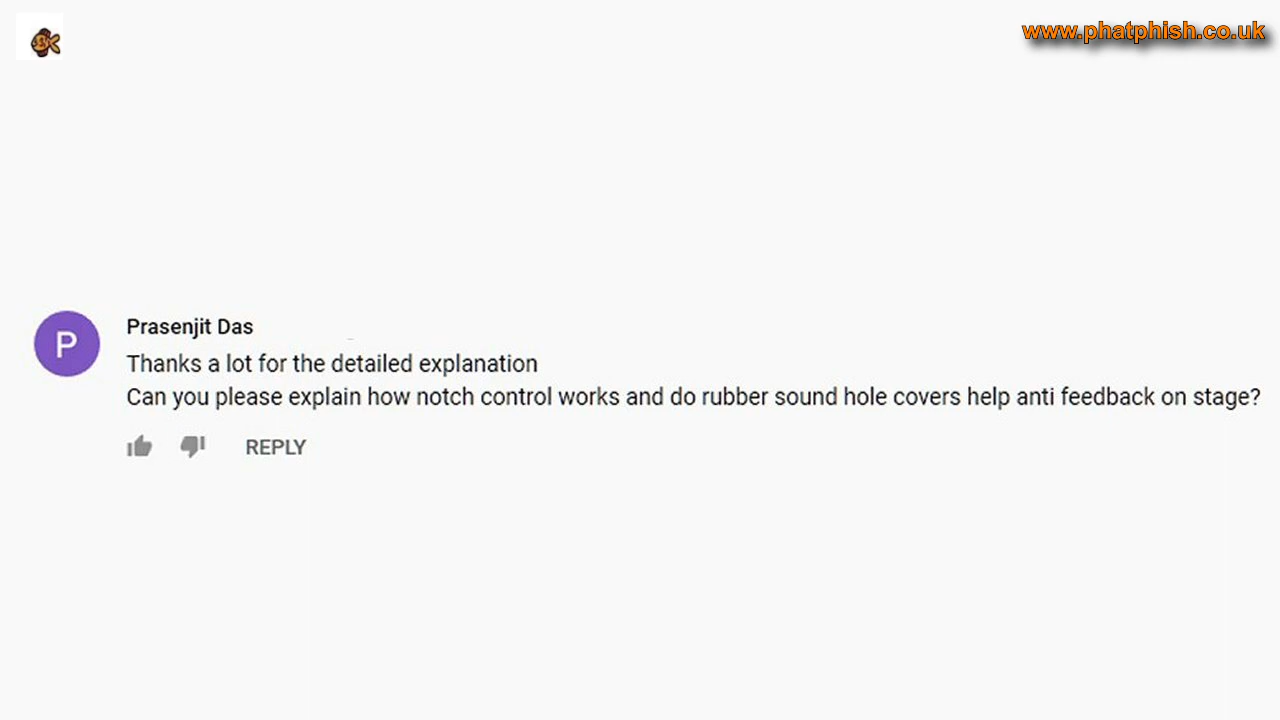 www.phatphish.co.uk
P
Prasenjit Das
Thanks a lot for the detailed explanation
Can you please explain how notch control works and do rubber sound hole covers help anti feedback on stage?
REPLY